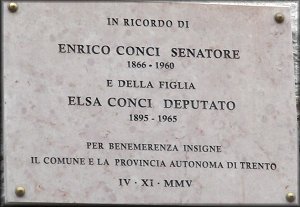 IN RICORDO DI
ENRICO CONCI SENATORE
1866 - 1960
E DELLA FIGLIA
ELSA CONCI DEPUTATO
1895 - 1965
PER BENEMERENZA INSIGNE
IL COMUNE E LA PROVINCIA AUTONOMA DI TRENTO
IV · XI · MMV